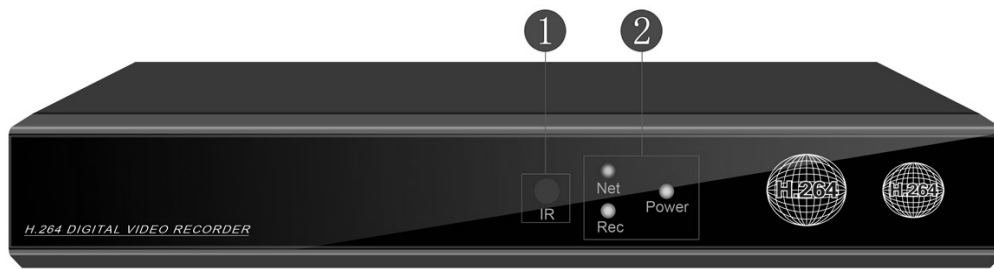 1 2
Net
Power
IR
Rec
H.264
H.264
H.264 DIGITAL VIDEO RECORDER